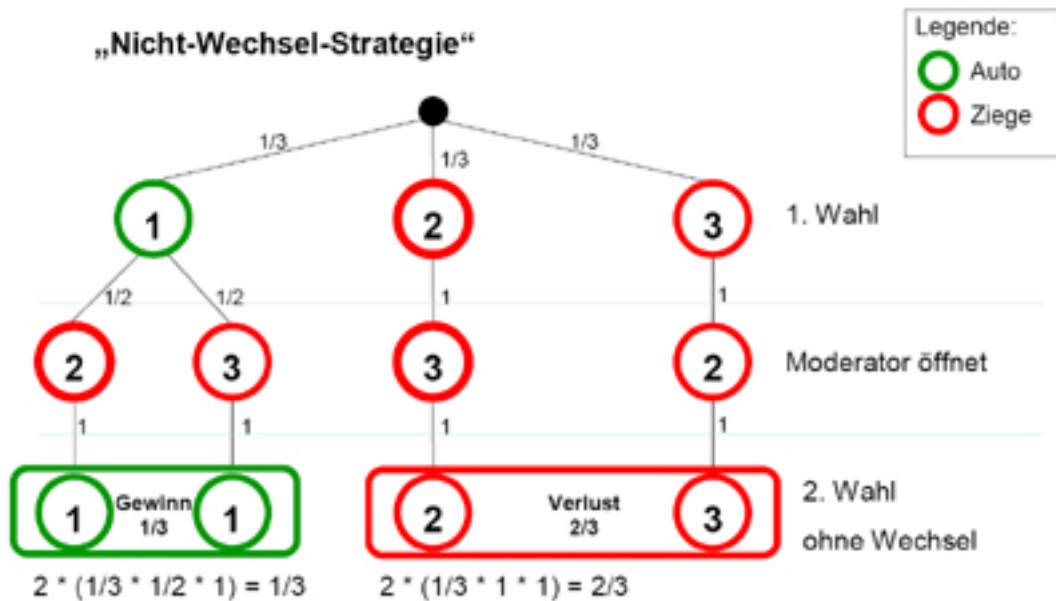 „Nicht-Wechsel-Strategie“
Legende:
Auto
Ziege
1/3 1/3 1/3
1 2 3 1. Wahl
1/2 1/2 1 1
2 3 3 2 Moderator öffnet
1 1 1 1
1 Gewinn 1/3 1 2 Verlust 2/3 3 2. Wahl
ohne Wechsel
2 * (1/3 * 1/2 * 1) = 1/3 2 * (1/3 * 1 * 1) = 2/3